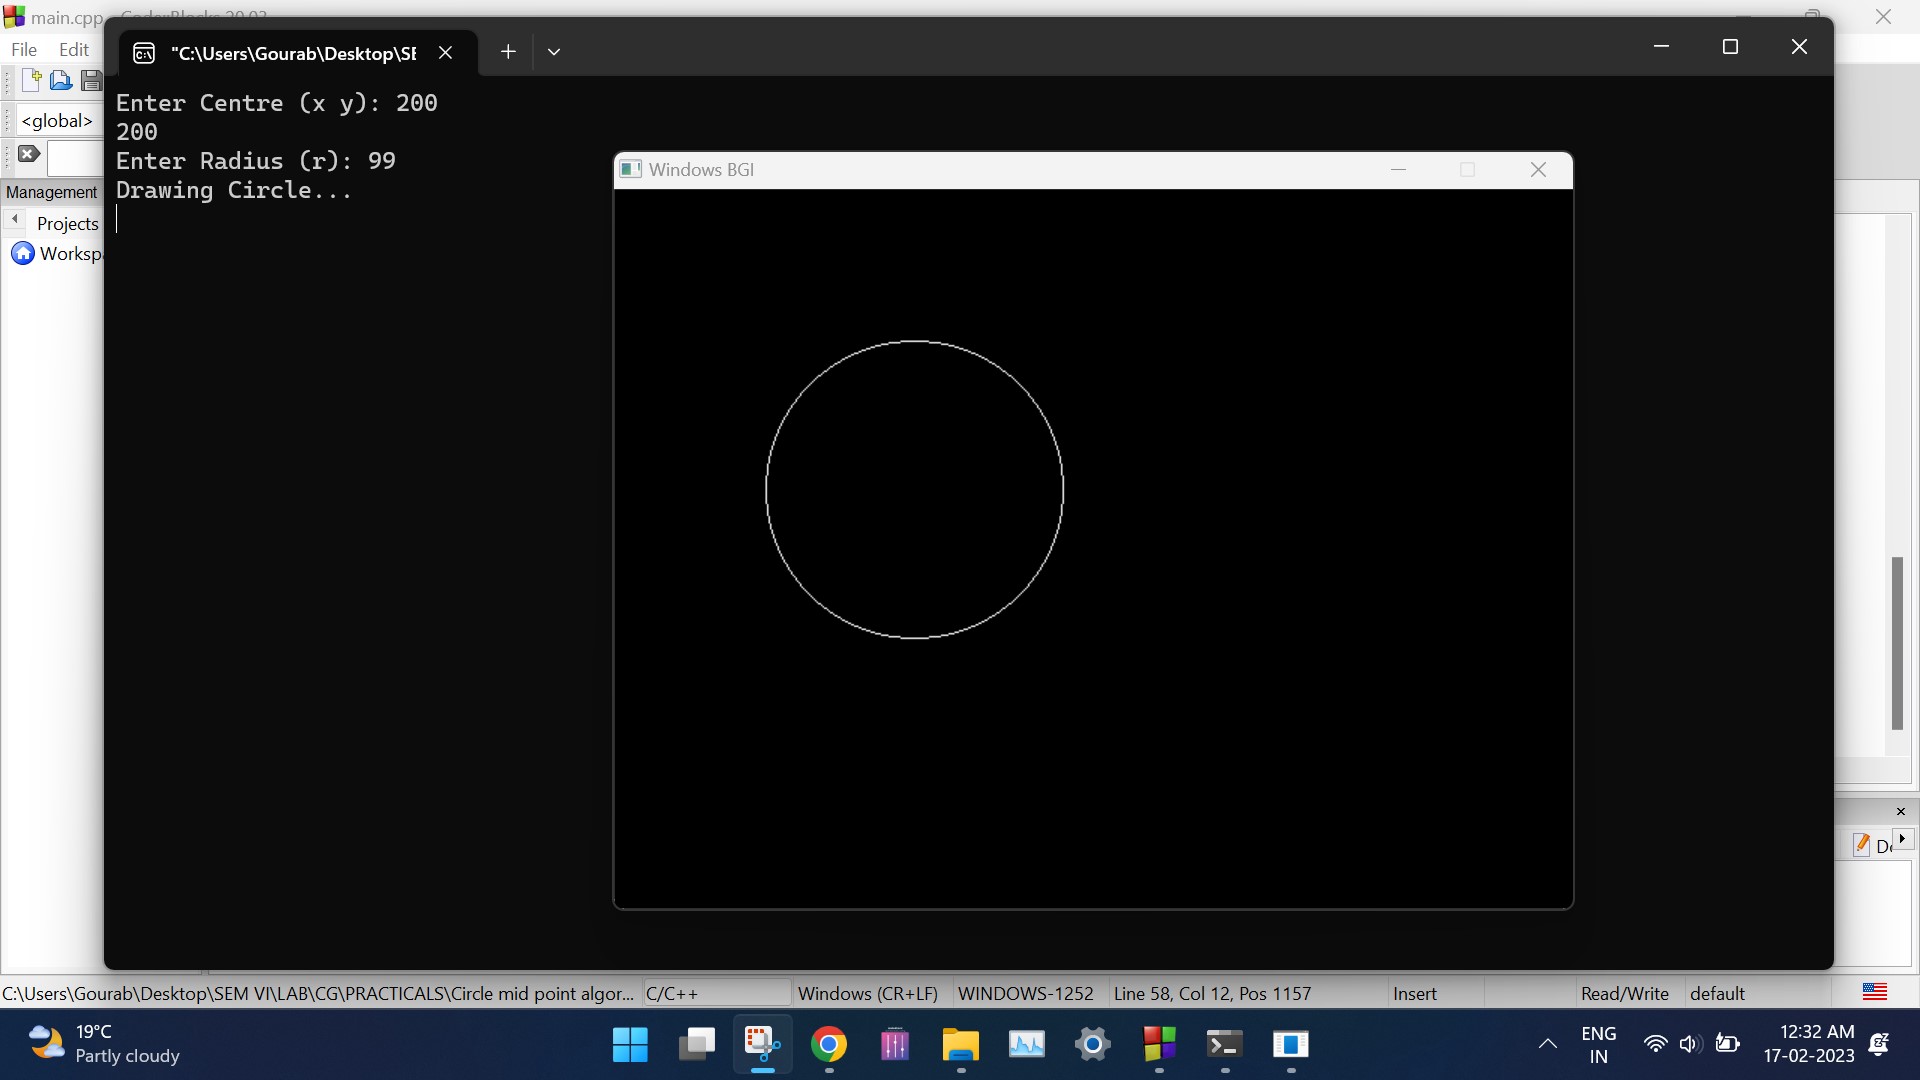 main.cpp
File Edit
"C:\Users\Gourab\Desktop\SE
Enter Centre (x y): 200
200
Enter Radius (r): 99
Drawing Circle...
<global>
Management
Projects
Workspa
Windows BGI
C:\Users\Gourab\Desktop\SEM VI\LAB\CG\PRACTICALS\Circle mid point algor... C/C++ Windows (CR+LF) WINDOWS-1252 Line 58, Col 12, Pos 1157 Insert Read/Write default
19°C
Partly cloudy
ENG
IN
12:32 AM
17-02-2023